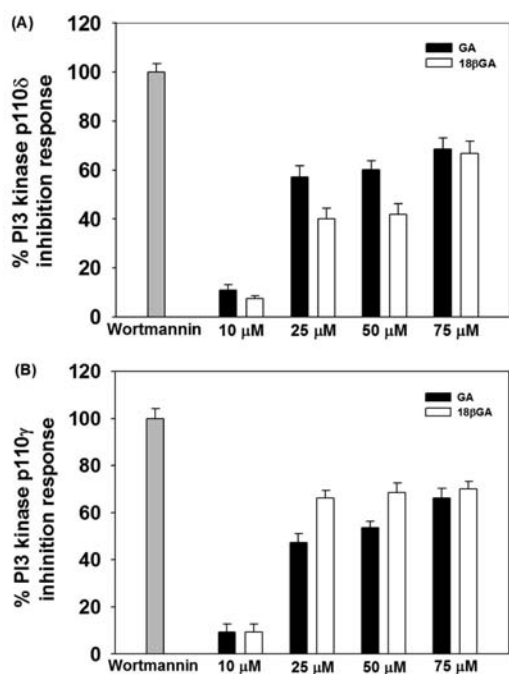 (A)
120
100
80
60
40
20
0
% PI3 kinase p110δ
inhibition response
GA
18βGA
Wortmannin 10 μM 25 μM 50 μM 75 μM
(B)
120
100
80
60
40
20
0
% PI3 kinase p110γ
inhinition response
GA
18βGA
Wortmannin 10 μM 25 μM 50 μM 75 μM